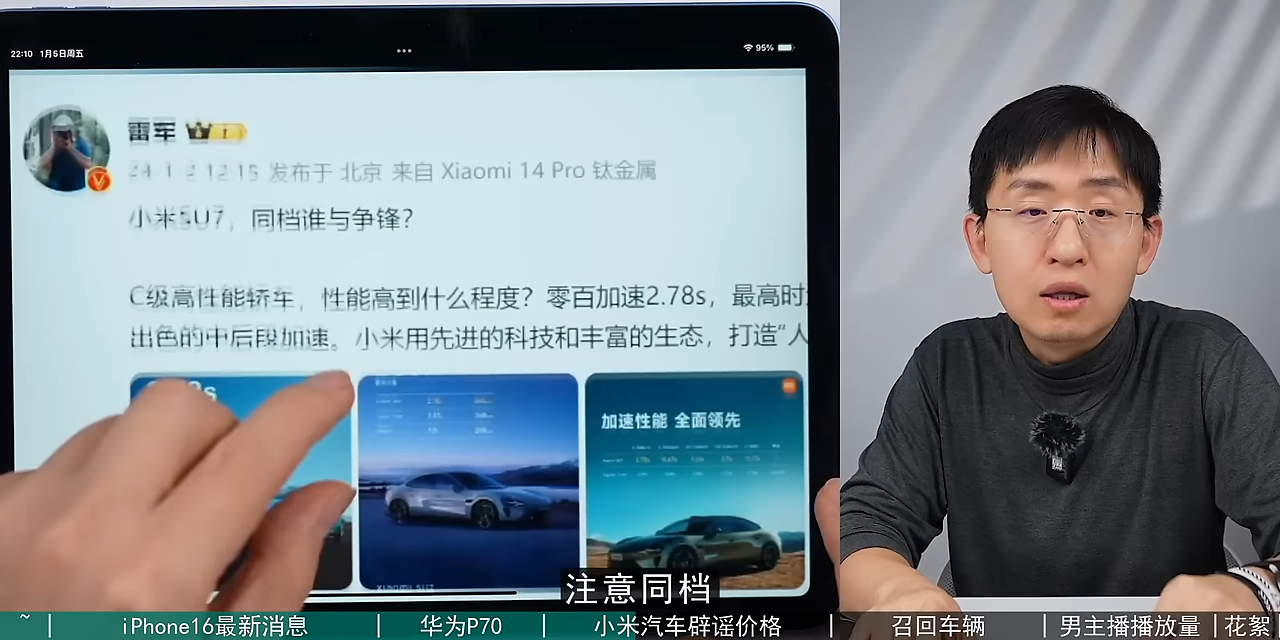 22:10 1月5日周五
95%
雷军
24-1-2 12:15 发布于 北京 来自 Xiaomi 14 Pro 钛金属
小米SU7，同档谁与争锋？
C级高性能轿车，性能高到什么程度？零百加速2.78s，最高时
出色的中后段加速。小米用先进的科技和丰富的生态，打造“人
加速性能 全面领先
注意同档
~ | iPhone16最新消息 | 华为P70 | 小米汽车辟谣价格 | 召回车辆 | 男主播播放量 | 花絮